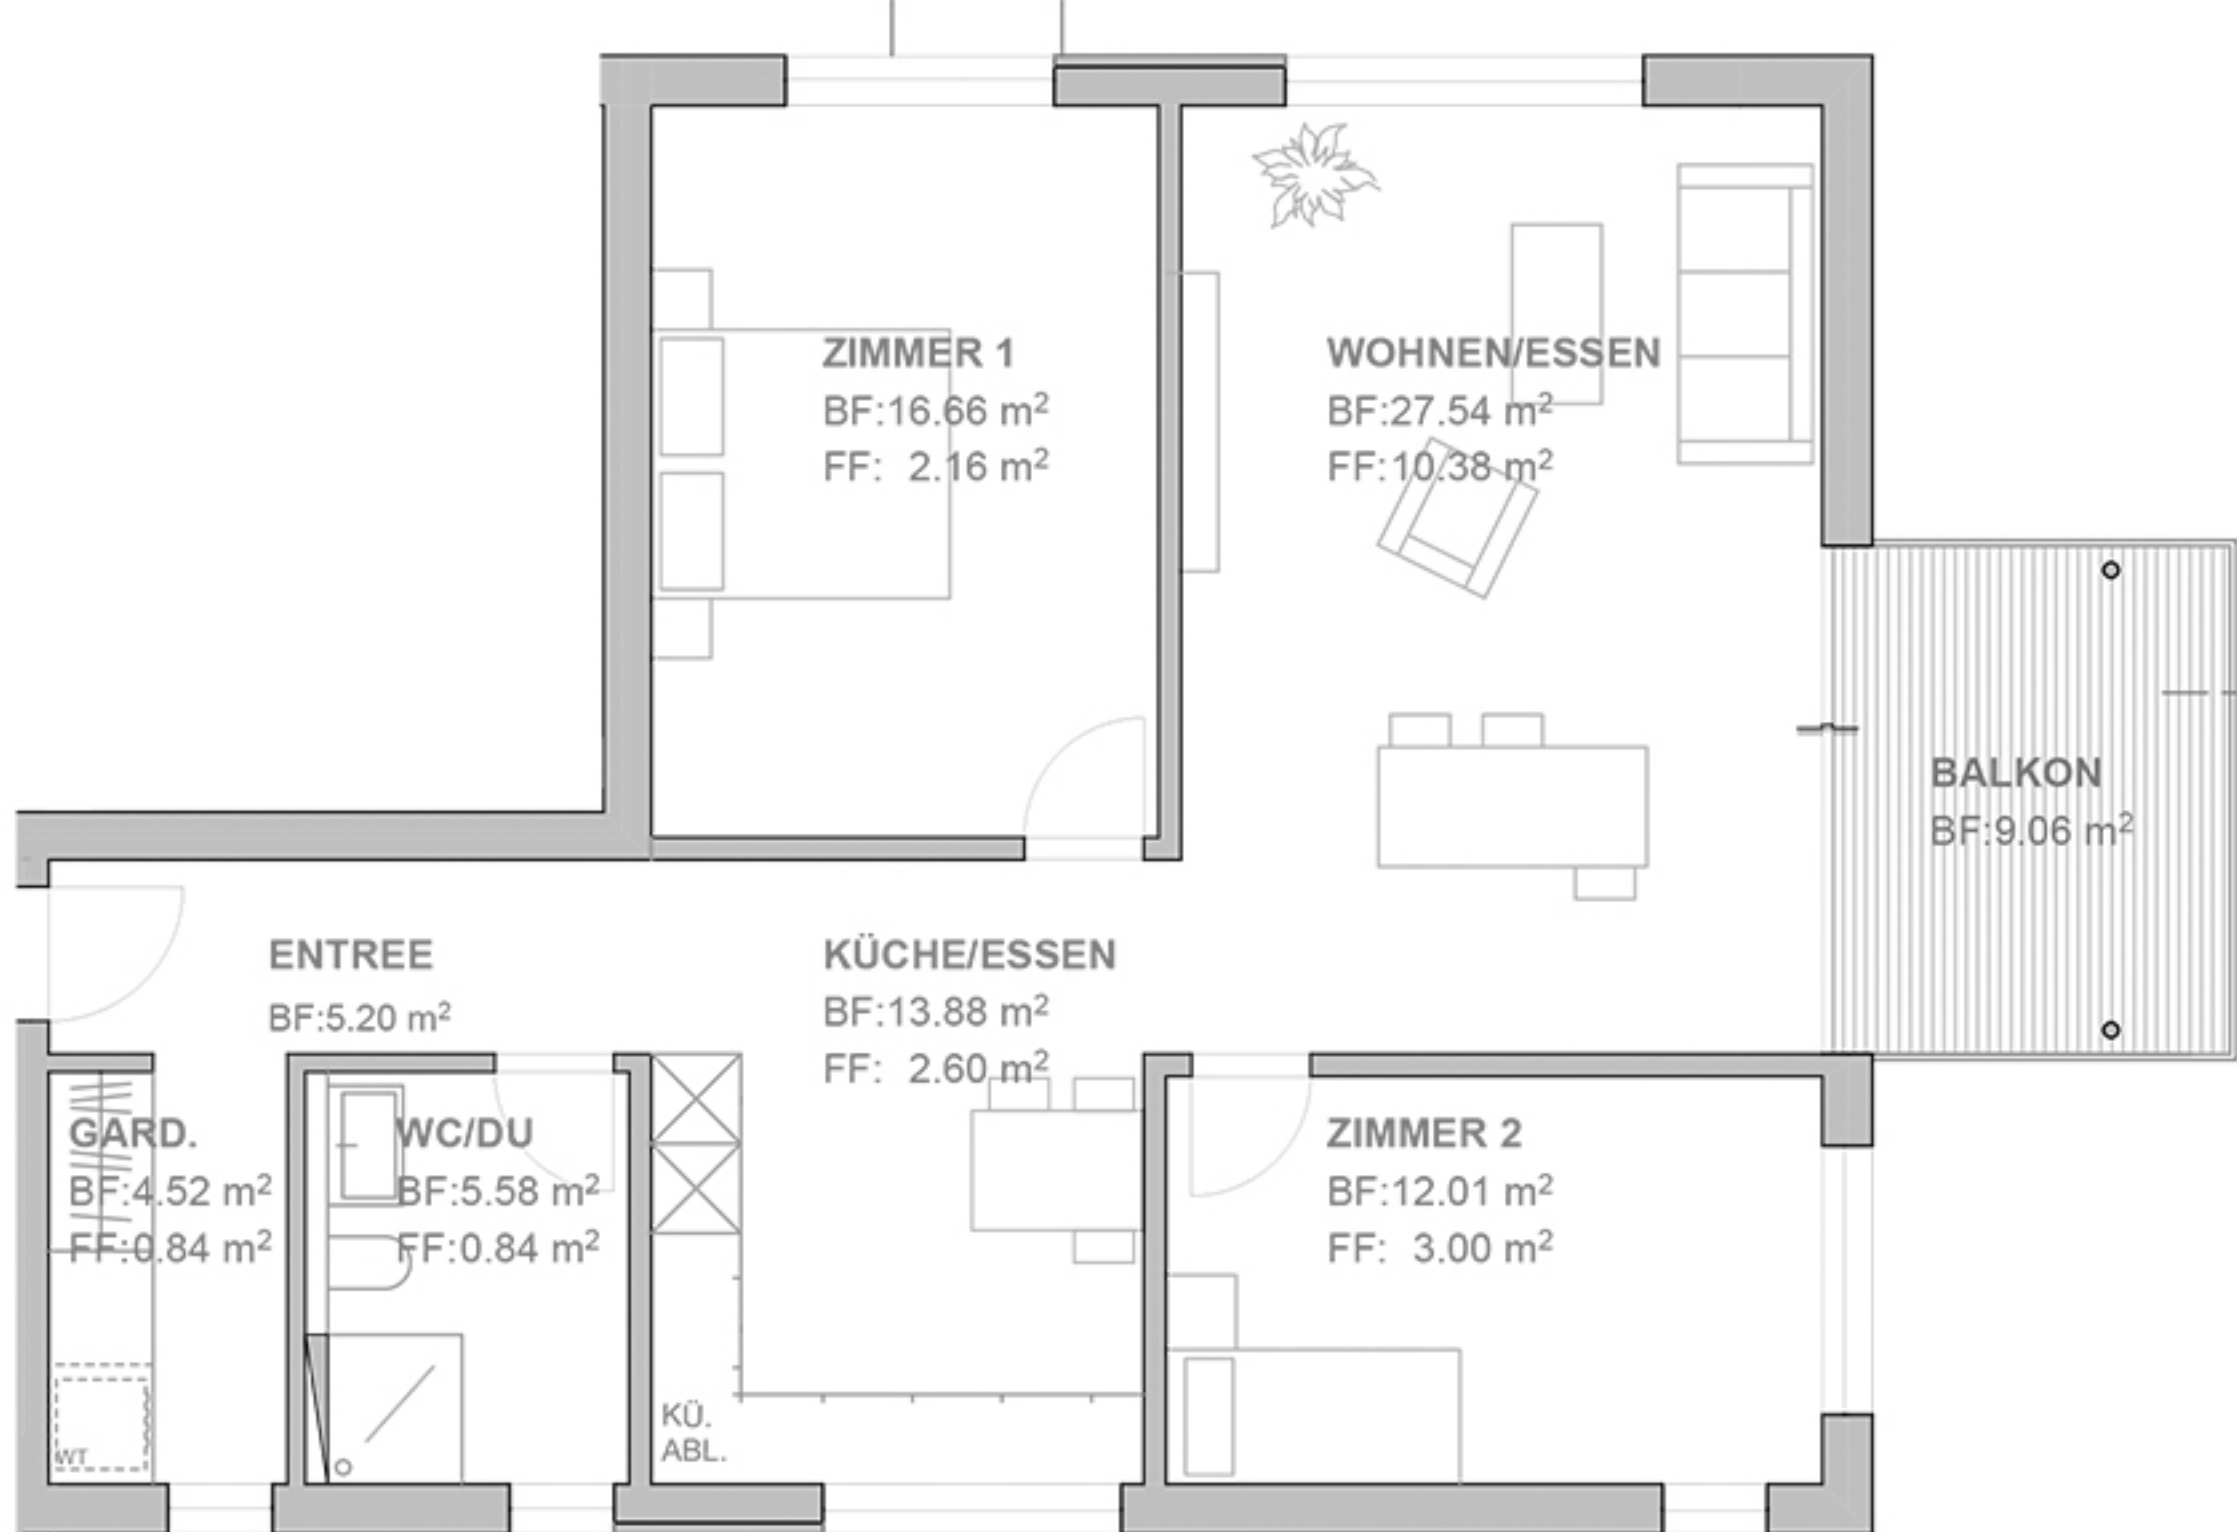 ZIMMER 1
BF:16.66 m²
FF: 2.16 m²
WOHNEN/ESSEN
BF:27.54 m²
FF:10.38 m²
BALKON
BF:9.06 m²
ENTREE
BF:5.20 m²
KÜCHE/ESSEN
BF:13.88 m²
FF: 2.60 m²
GARD.
BF:4.52 m²
FF:0.84 m²
WC/DU
BF:5.58 m²
FF:0.84 m²
ZIMMER 2
BF:12.01 m²
FF: 3.00 m²
KÜ.
ABL.
WT